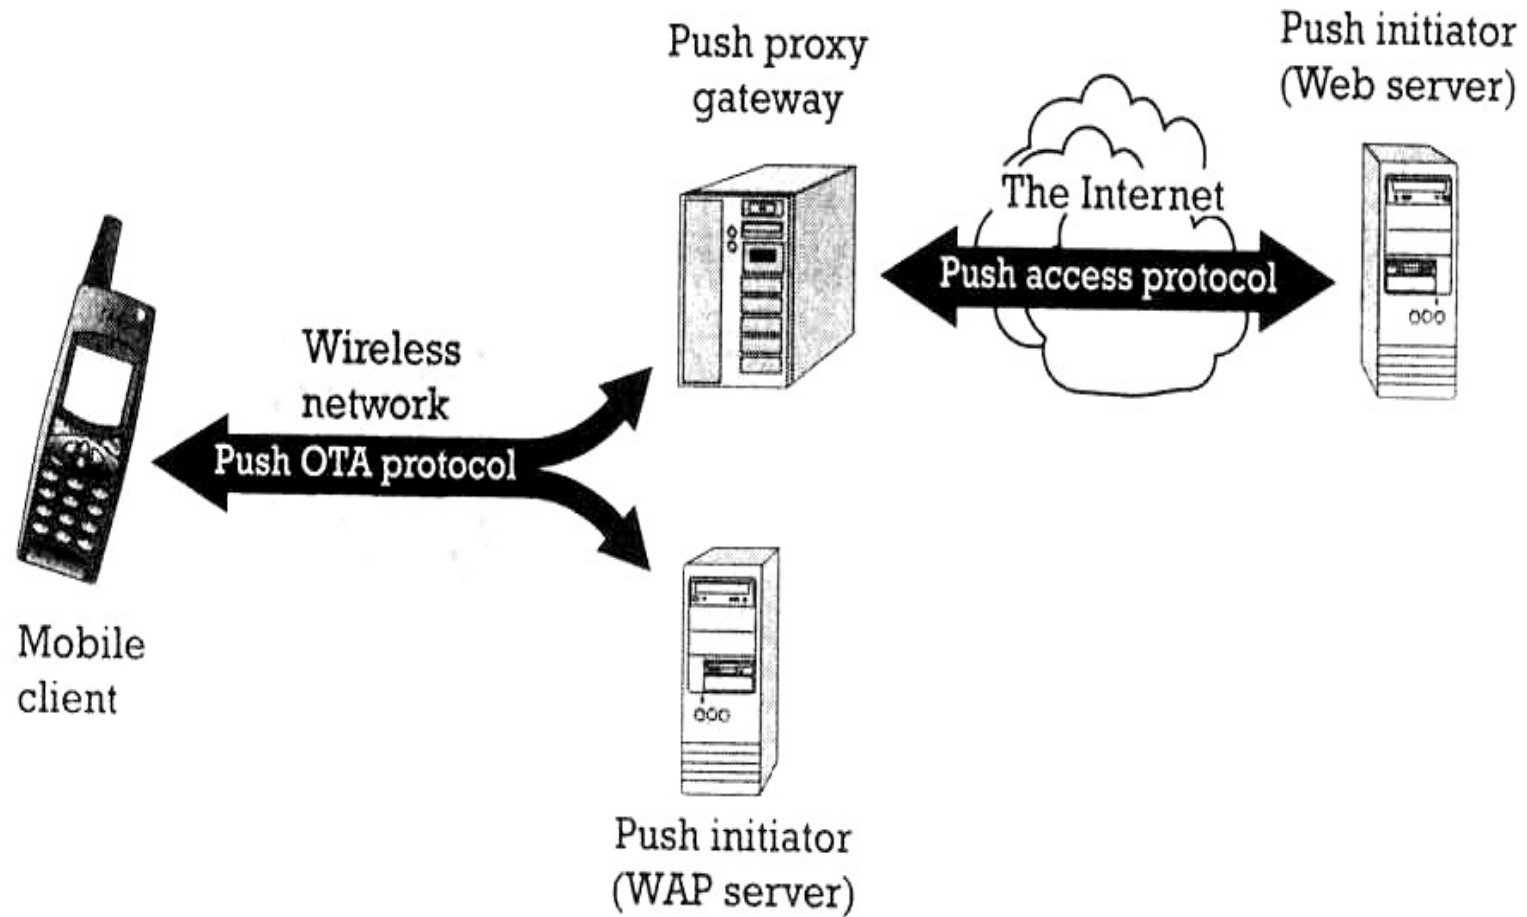 Push proxy
gateway
Push initiator
(Web server)
The Internet
Push access protocol
Wireless
network
Push OTA protocol
Mobile
client
Push initiator
(WAP server)